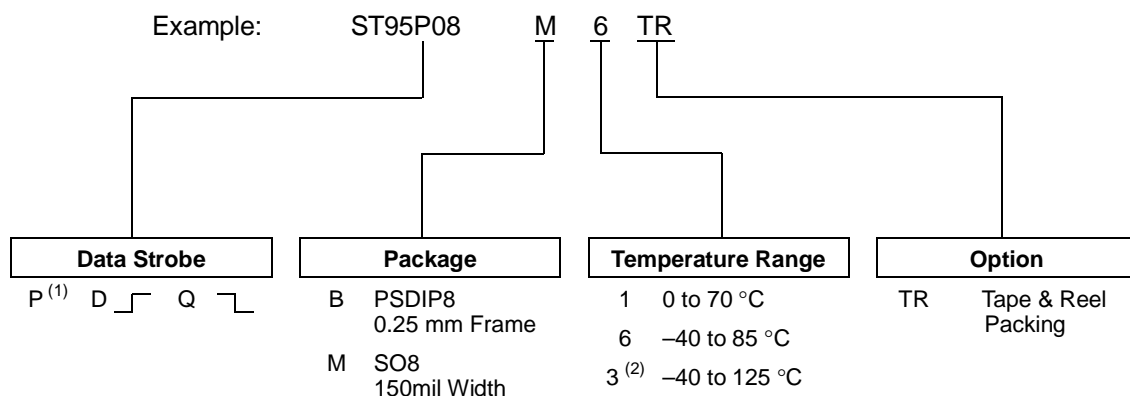 Example: ST95P08 M 6 TR
Data Strobe
P (1) D Q
Package
B PSDIP8
0.25 mm Frame
M SO8
150mil Width
Temperature Range
1 0 to 70 °C
6 –40 to 85 °C
3 (2) –40 to 125 °C
Option
TR Tape & Reel
Packing